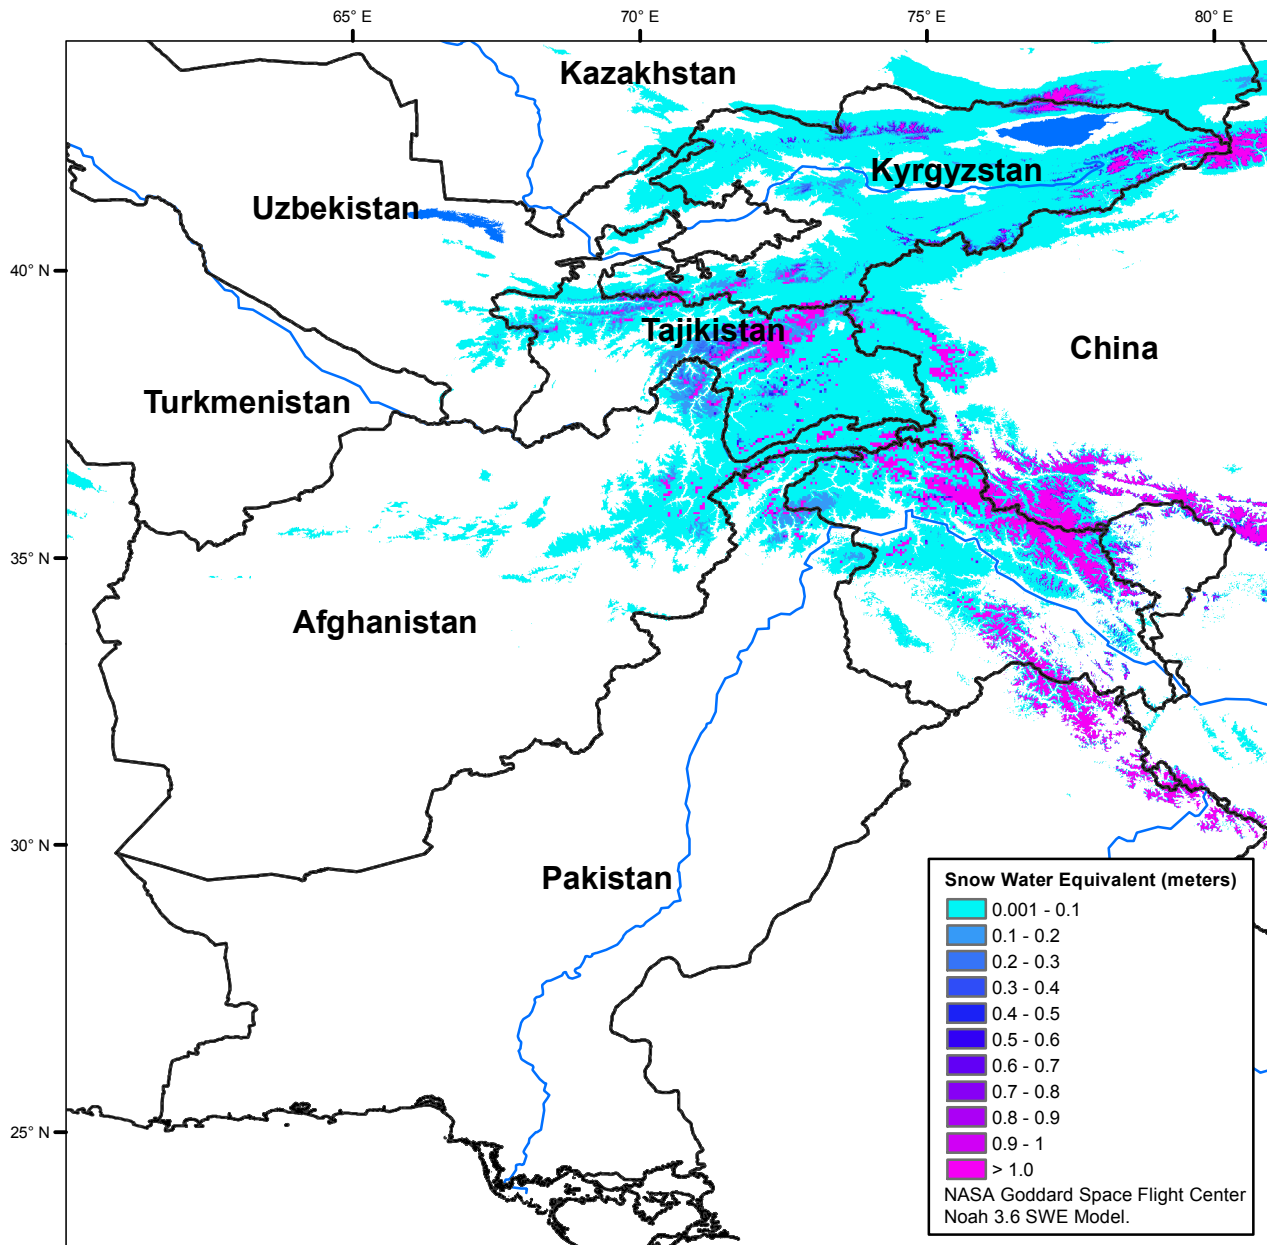 65° E
70° E
75° E
80° E
Kazakhstan
Kyrgyzstan
Uzbekistan
40° N
Tajikistan
China
Turkmenistan
35° N
Afghanistan
30° N
Pakistan
25° N
Snow Water Equivalent (meters)
0.001 - 0.1
0.1 - 0.2
0.2 - 0.3
0.3 - 0.4
0.4 - 0.5
0.5 - 0.6
0.6 - 0.7
0.7 - 0.8
0.8 - 0.9
0.9 - 1
> 1.0
NASA Goddard Space Flight Center
Noah 3.6 SWE Model.